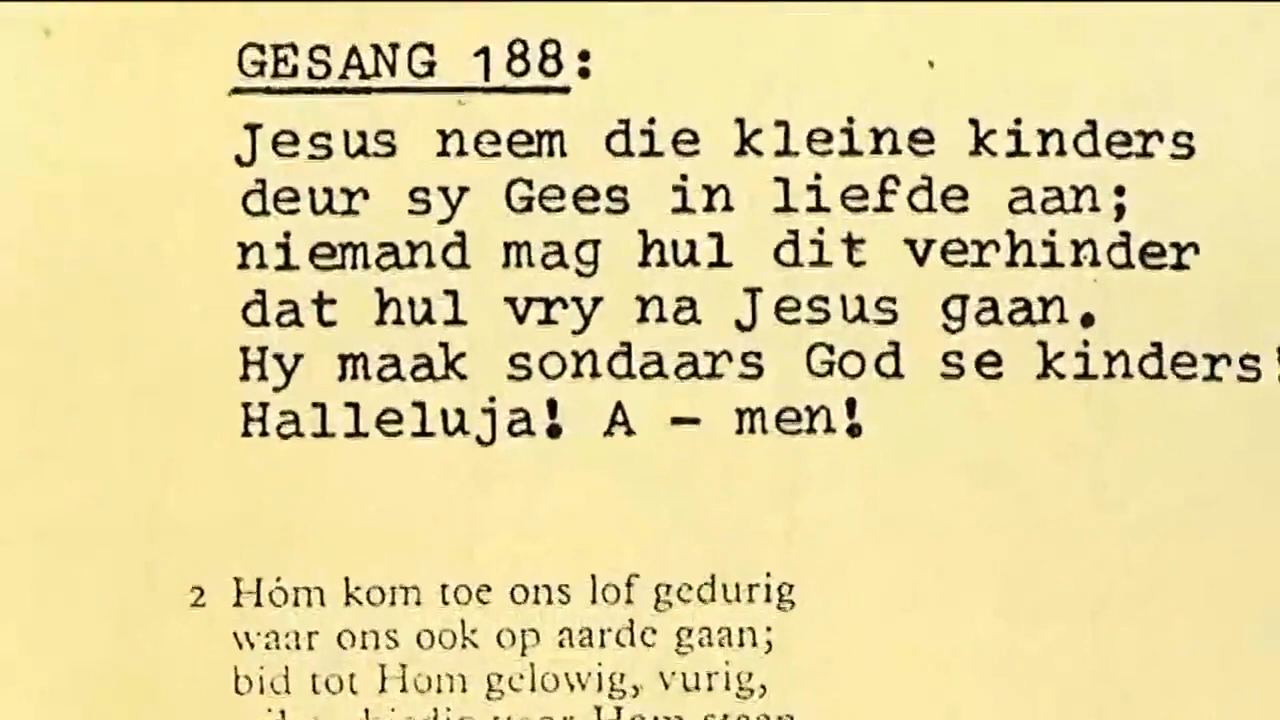 GESANG 188:
Jesus neem die kleine kinders
deur sy Gees in liefde aan;
niemand mag hul dit verhinder
dat hul vry na Jesus gaan.
Hy maak sondaars God se kinders!
Halleluja! A - men!
2 Hóm kom toe ons lof gedurig
waar ons ook op aarde gaan;
bid tot Hom gelowig, vurig,
Hom